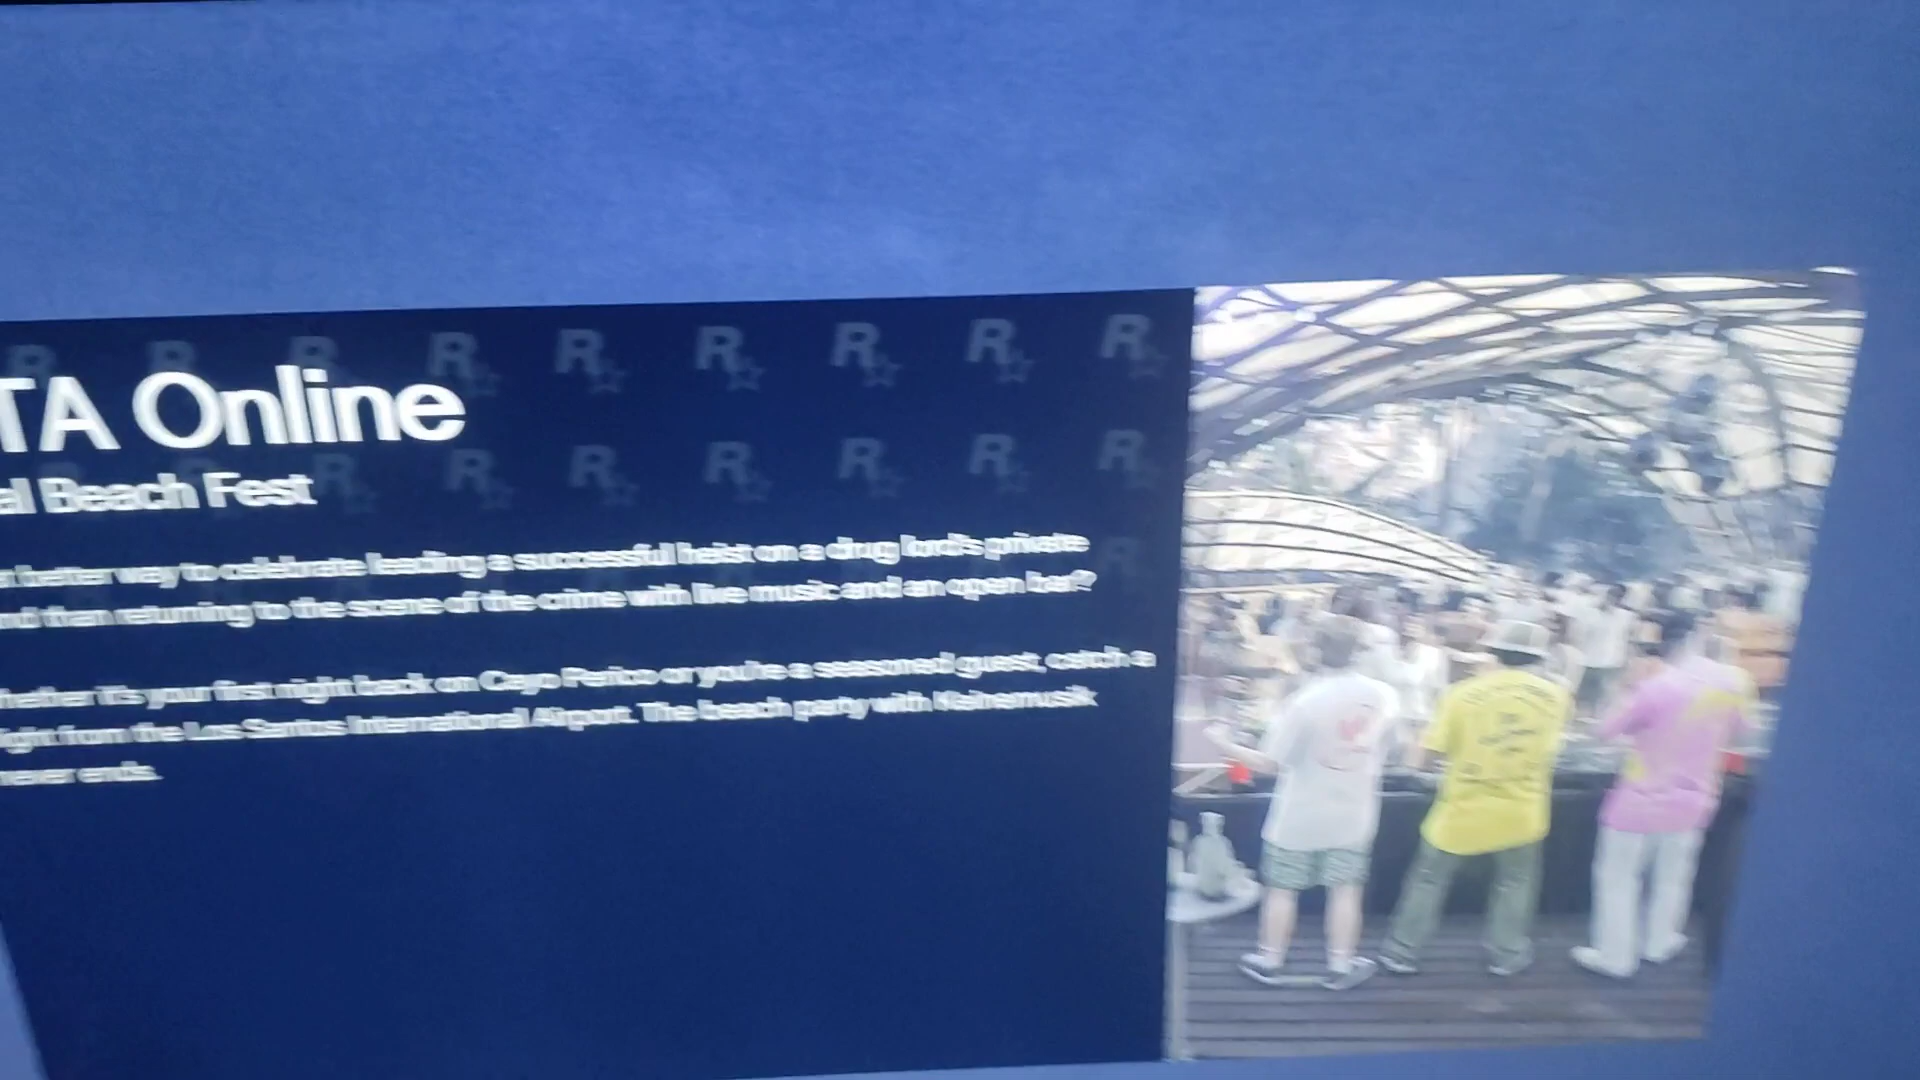 TA Online
al Beach Fest
better way to celebrate leading a successful heist on a drug lord's private
than returning to the scene of the crime with live music and an open bar?
hether it's your first night back on Cayo Perico or you're a seasoned guest, catch a
from the Los Santos International Airport. The beach party with Keinemusik
never ends.